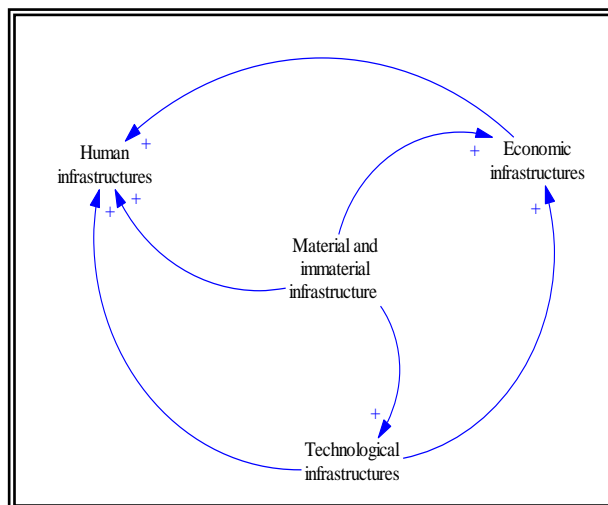 Human
infrastructures
+
Economic
infrastructures
+
+
+
+
Material and
immaterial
infrastructure
+
Technological
infrastructures